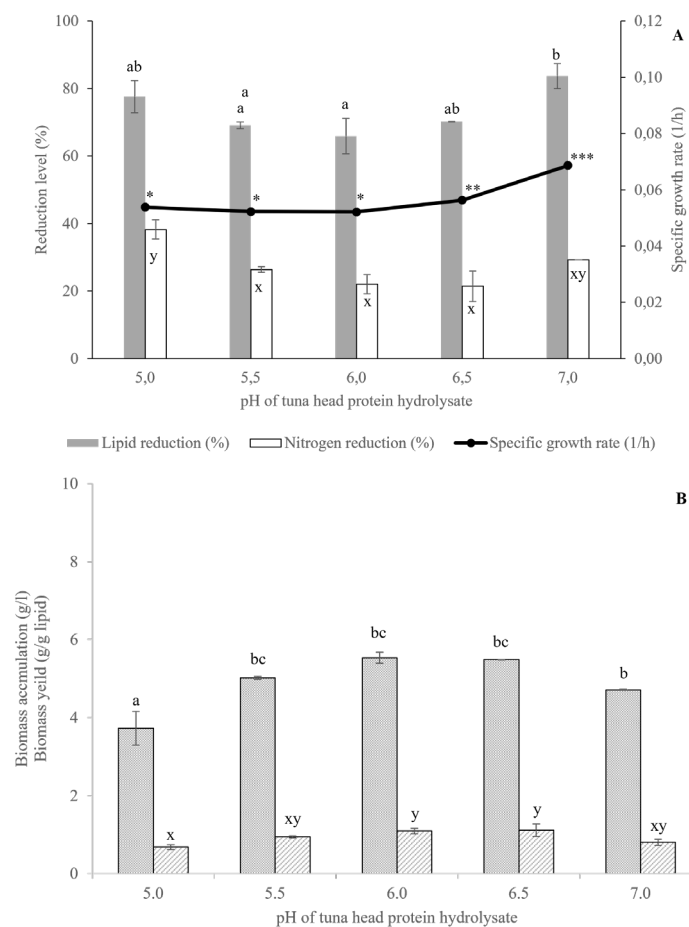 100
80
60
40
20
0
Reduction level (%)
0,12
0,10
0,08
0,06
0,04
0,02
0,00
Specific growth rate (1/h)
A
ab
a
a
a
ab
b
*
*
*
**
***
y
x
x
x
xy
5,0 5,5 6,0 6,5 7,0
pH of tuna head protein hydrolysate
Lipid reduction (%) Nitrogen reduction (%) Specific growth rate (1/h)
10
8
6
4
2
0
Biomass accmulation (g/l)
Biomass yeild (g/g lipid)
B
a
bc
bc
bc
b
x
xy
y
y
xy
5.0 5.5 6.0 6.5 7.0
pH of tuna head protein hydrolysate